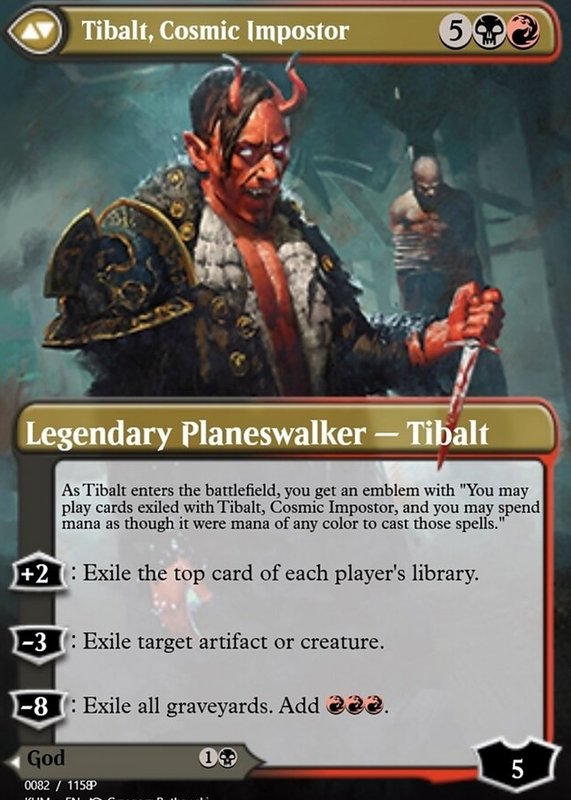 Tibalt, Cosmic Impostor 5
Legendary Planeswalker — Tibalt
As Tibalt enters the battlefield, you get an emblem with "You may
play cards exiled with Tibalt, Cosmic Impostor, and you may spend
mana as though it were mana of any color to cast those spells."
+2 : Exile the top card of each player's library.
−3 : Exile target artifact or creature.
−8 : Exile all graveyards. Add.
God 1
5
0082 / 1158P